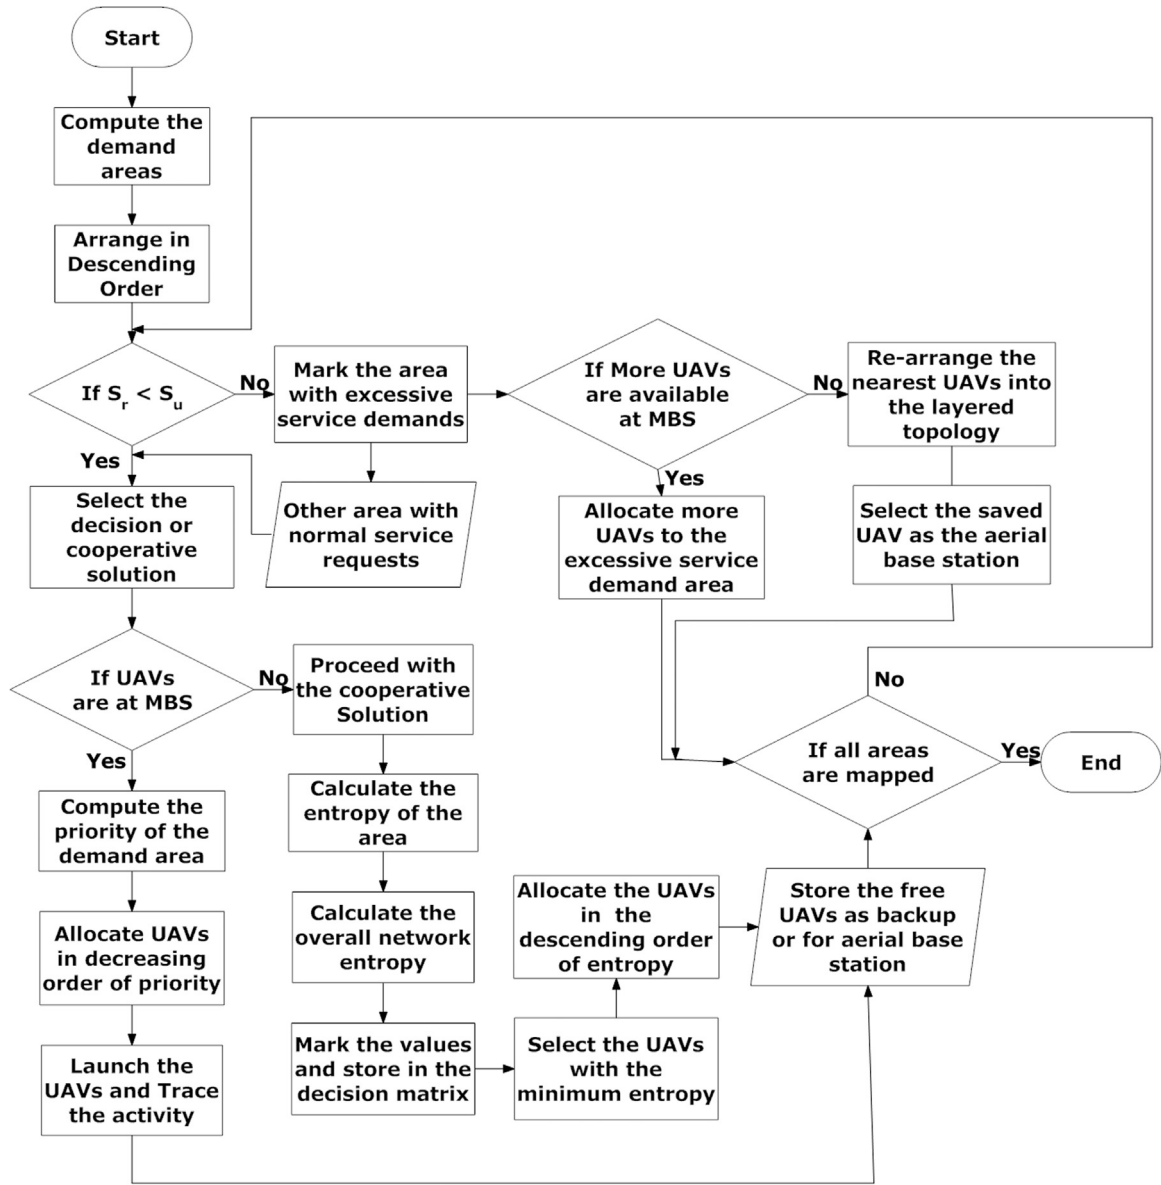 Start
Compute the
demand
areas
Arrange in
Descending
Order
If Sr < Su
No
Mark the area
with excessive
service demands
If More UAVs
are available
at MBS
No
Re-arrange the
nearest UAVs into
the layered
topology
Yes
Select the
decision or
cooperative
solution
Other area with
normal service
requests
Yes
Allocate more
UAVs to the
excessive service
demand area
Select the saved
UAV as the aerial
base station
If UAVs
are at MBS
No
Proceed with
the cooperative
Solution
No
If all areas
are mapped
Yes
End
Yes
Compute the
priority of the
demand area
Calculate the
entropy of the
area
Allocate UAVs
in decreasing
order of priority
Calculate the
overall network
entropy
Allocate the UAVs
in the
descending order
of entropy
Store the free
UAVs as backup
or for aerial base
station
Launch the
UAVs and Trace
the activity
Mark the values
and store in the
decision matrix
Select the UAVs
with the
minimum entropy